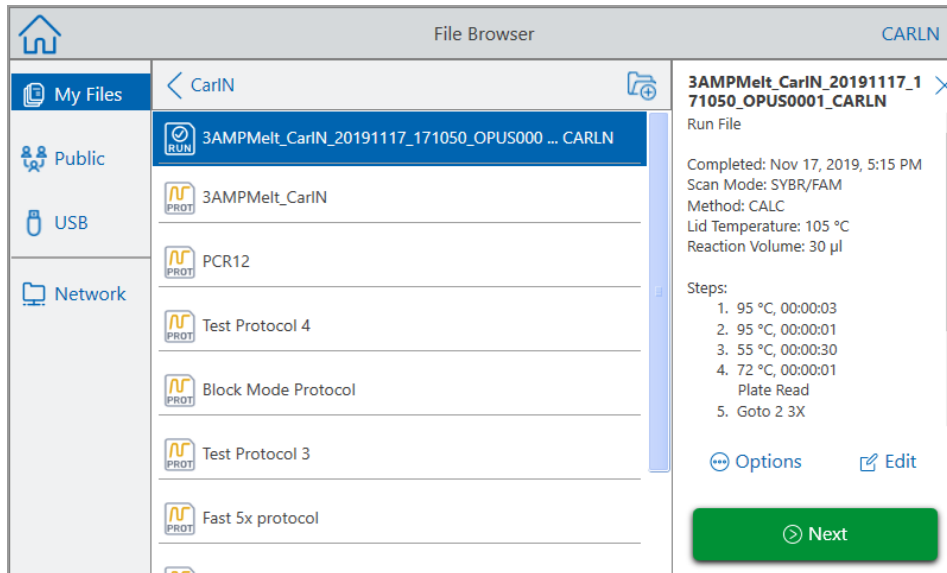 File Browser
CARLN
My Files
Public
USB
Network
CarIN
RUN
3AMPMelt_CarIN_20191117_171050_OPUS000 ... CARLN
PROT
3AMPMelt_CarIN
PROT
PCR12
PROT
Test Protocol 4
PROT
Block Mode Protocol
PROT
Test Protocol 3
PROT
Fast 5x protocol
3AMPMelt_CarIN_20191117_1
71050_OPUS0001_CARLN
Run File
Completed: Nov 17, 2019, 5:15 PM
Scan Mode: SYBR/FAM
Method: CALC
Lid Temperature: 105 °C
Reaction Volume: 30 µl
Steps:
1. 95 °C, 00:00:03
2. 95 °C, 00:00:01
3. 55 °C, 00:00:30
4. 72 °C, 00:00:01
Plate Read
5. Goto 2 3X
Options
Edit
Next